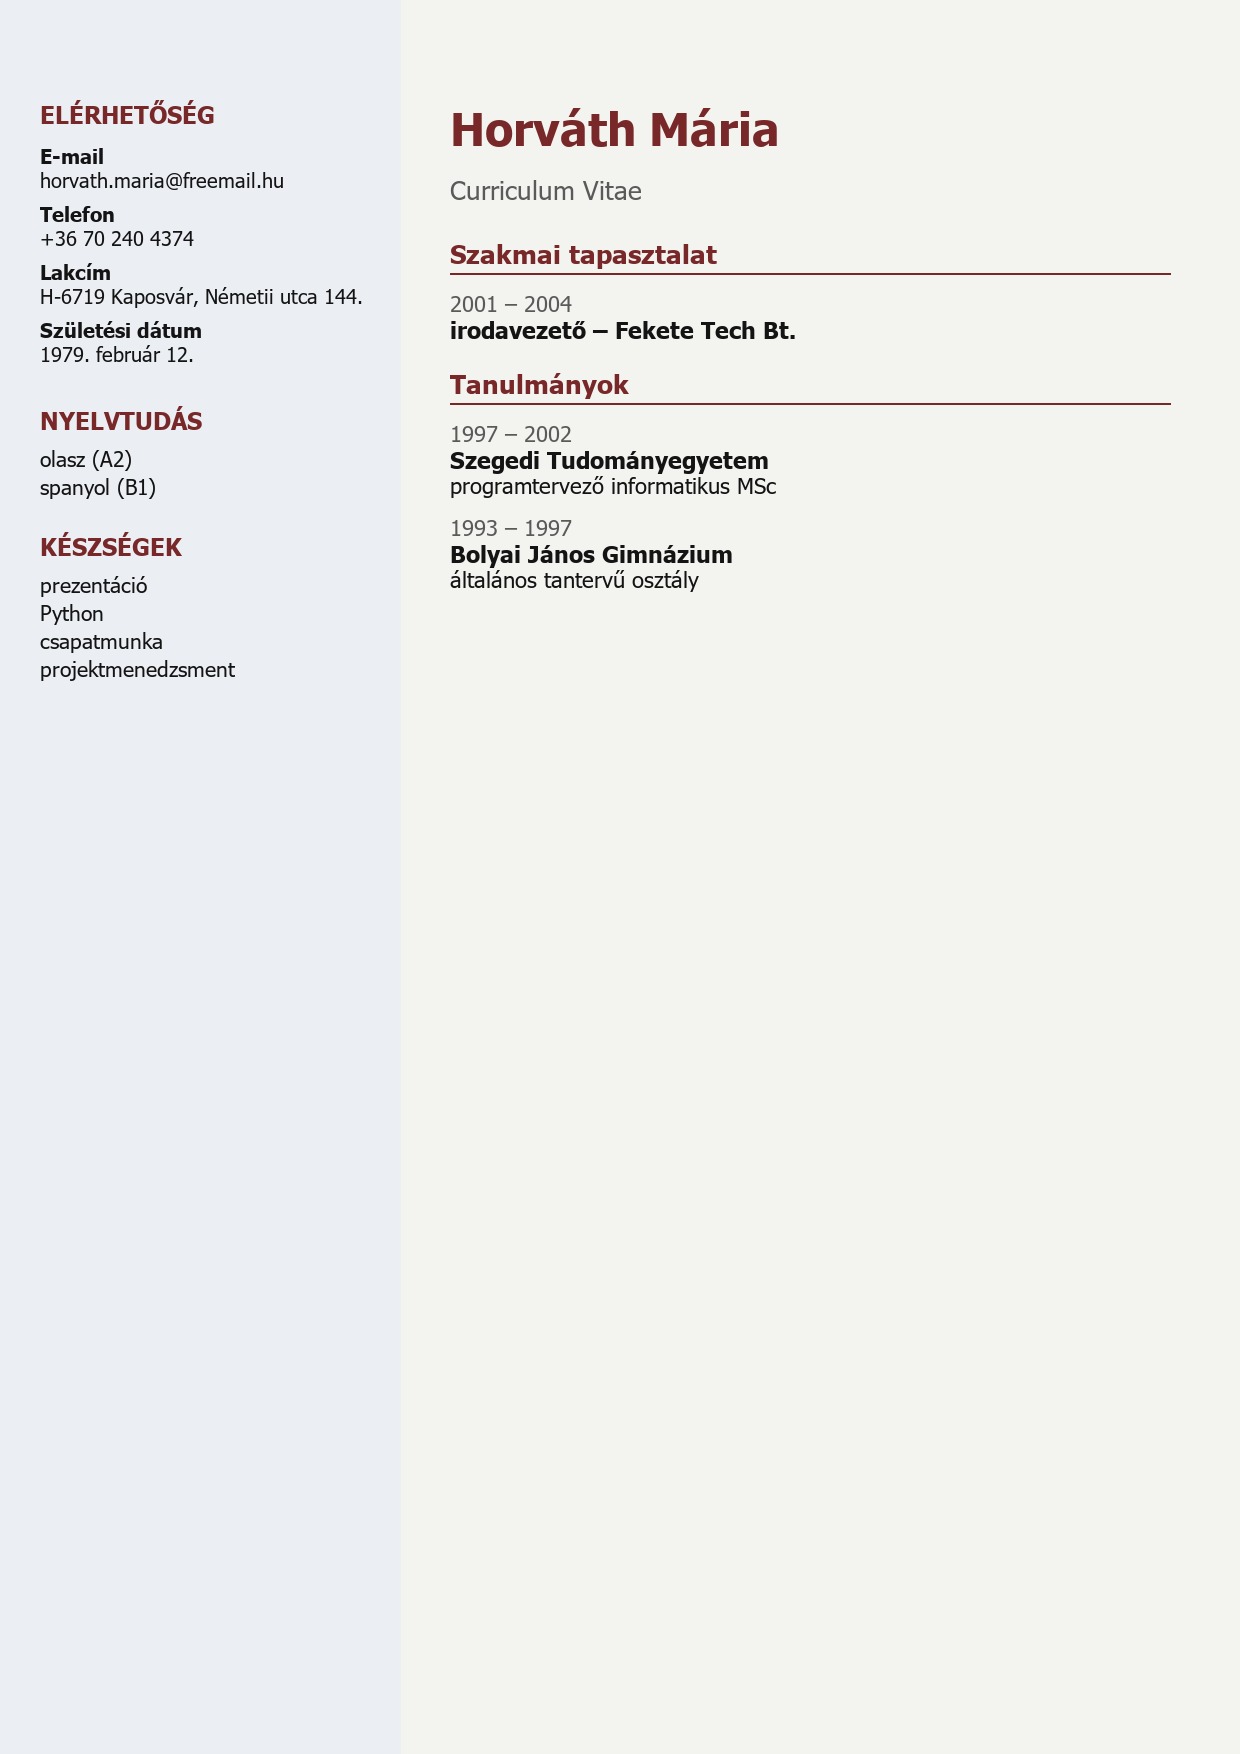 ELÉRHETŐSÉG
E-mail
horvath.maria@freemail.hu
Telefon
+36 70 240 4374
Lakcím
H-6719 Kaposvár, Németii utca 144.
Születési dátum
1979. február 12.
NYELVTUDÁS
olasz (A2)
spanyol (B1)
KÉSZSÉGEK
prezentáció
Python
csapatmunka
projektmenedzsment
Horváth Mária
Curriculum Vitae
Szakmai tapasztalat
2001 – 2004
irodavezető – Fekete Tech Bt.
Tanulmányok
1997 – 2002
Szegedi Tudományegyetem
programtervező informatikus MSc
1993 – 1997
Bolyai János Gimnázium
általános tantervű osztály